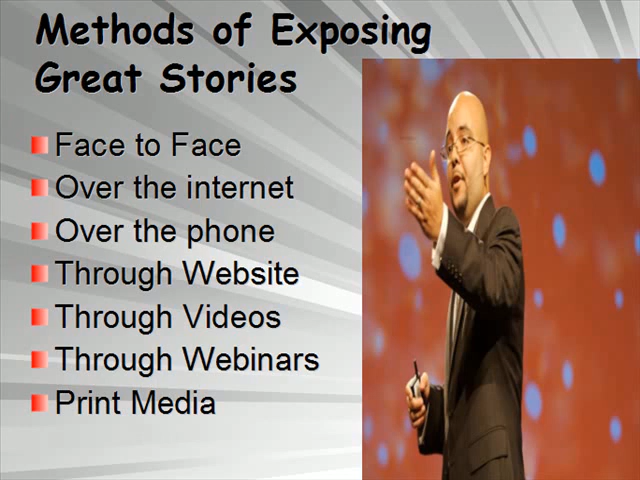 Methods of Exposing
Great Stories
Face to Face
Over the internet
Over the phone
Through Website
Through Videos
Through Webinars
Print Media